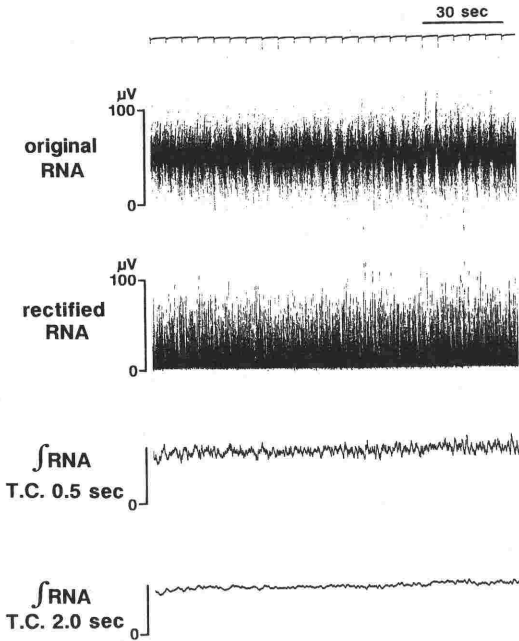 30 sec
μV
100
original
RNA
0
μV
100
rectified
RNA
0
∫RNA
T.C. 0.5 sec
0
∫RNA
T.C. 2.0 sec
0